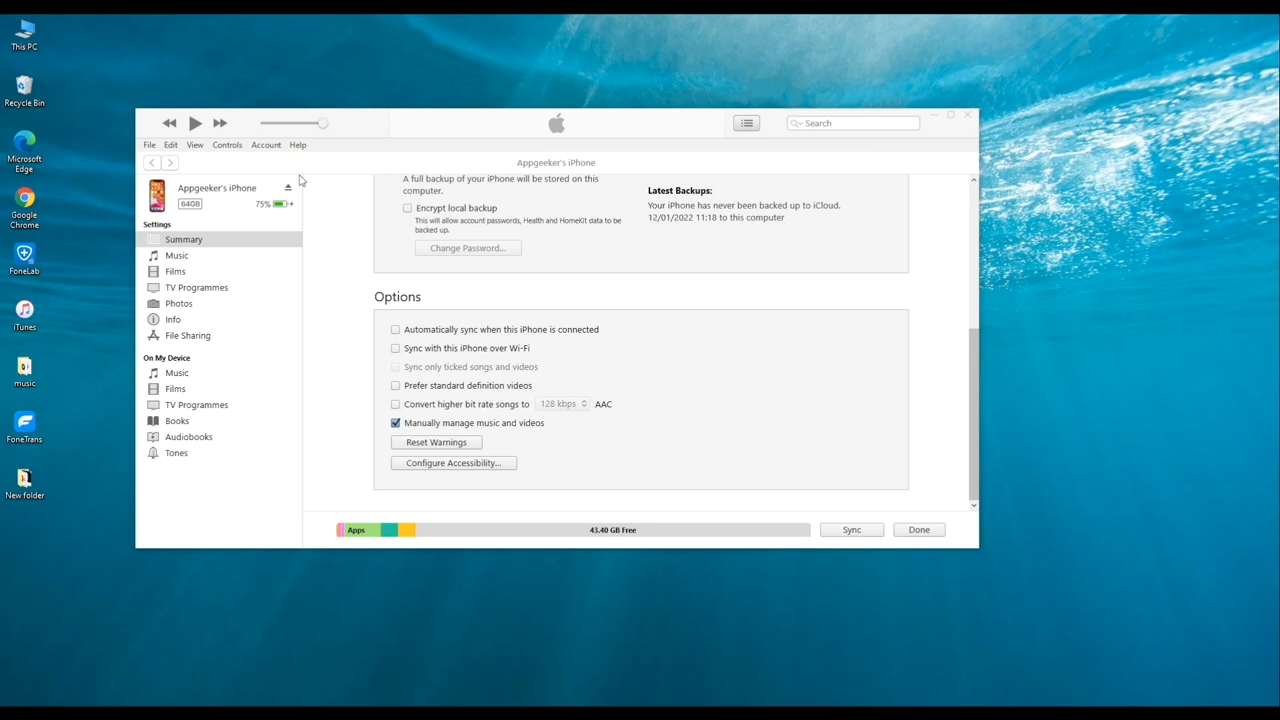 This PC
Recycle Bin
Microsoft
Edge
Google
Chrome
FoneLab
iTunes
music
FoneTrans
New folder
Search
File Edit View Controls Account Help
Appgeeker's iPhone
Appgeeker's iPhone
64GB 75%
Settings
Summary
Music
Films
TV Programmes
Photos
Info
File Sharing
On My Device
Music
Films
TV Programmes
Books
Audiobooks
Tones
A full backup of your iPhone will be stored on this
computer.
Encrypt local backup
This will allow account passwords, Health and HomeKit data to be
backed up.
Change Password...
Latest Backups:
Your iPhone has never been backed up to iCloud.
12/01/2022 11:18 to this computer
Options
Automatically sync when this iPhone is connected
Sync with this iPhone over Wi-Fi
Sync only ticked songs and videos
Prefer standard definition videos
Convert higher bit rate songs to 128 kbps AAC
Manually manage music and videos
Reset Warnings
Configure Accessibility...
Apps 43.40 GB Free Sync Done